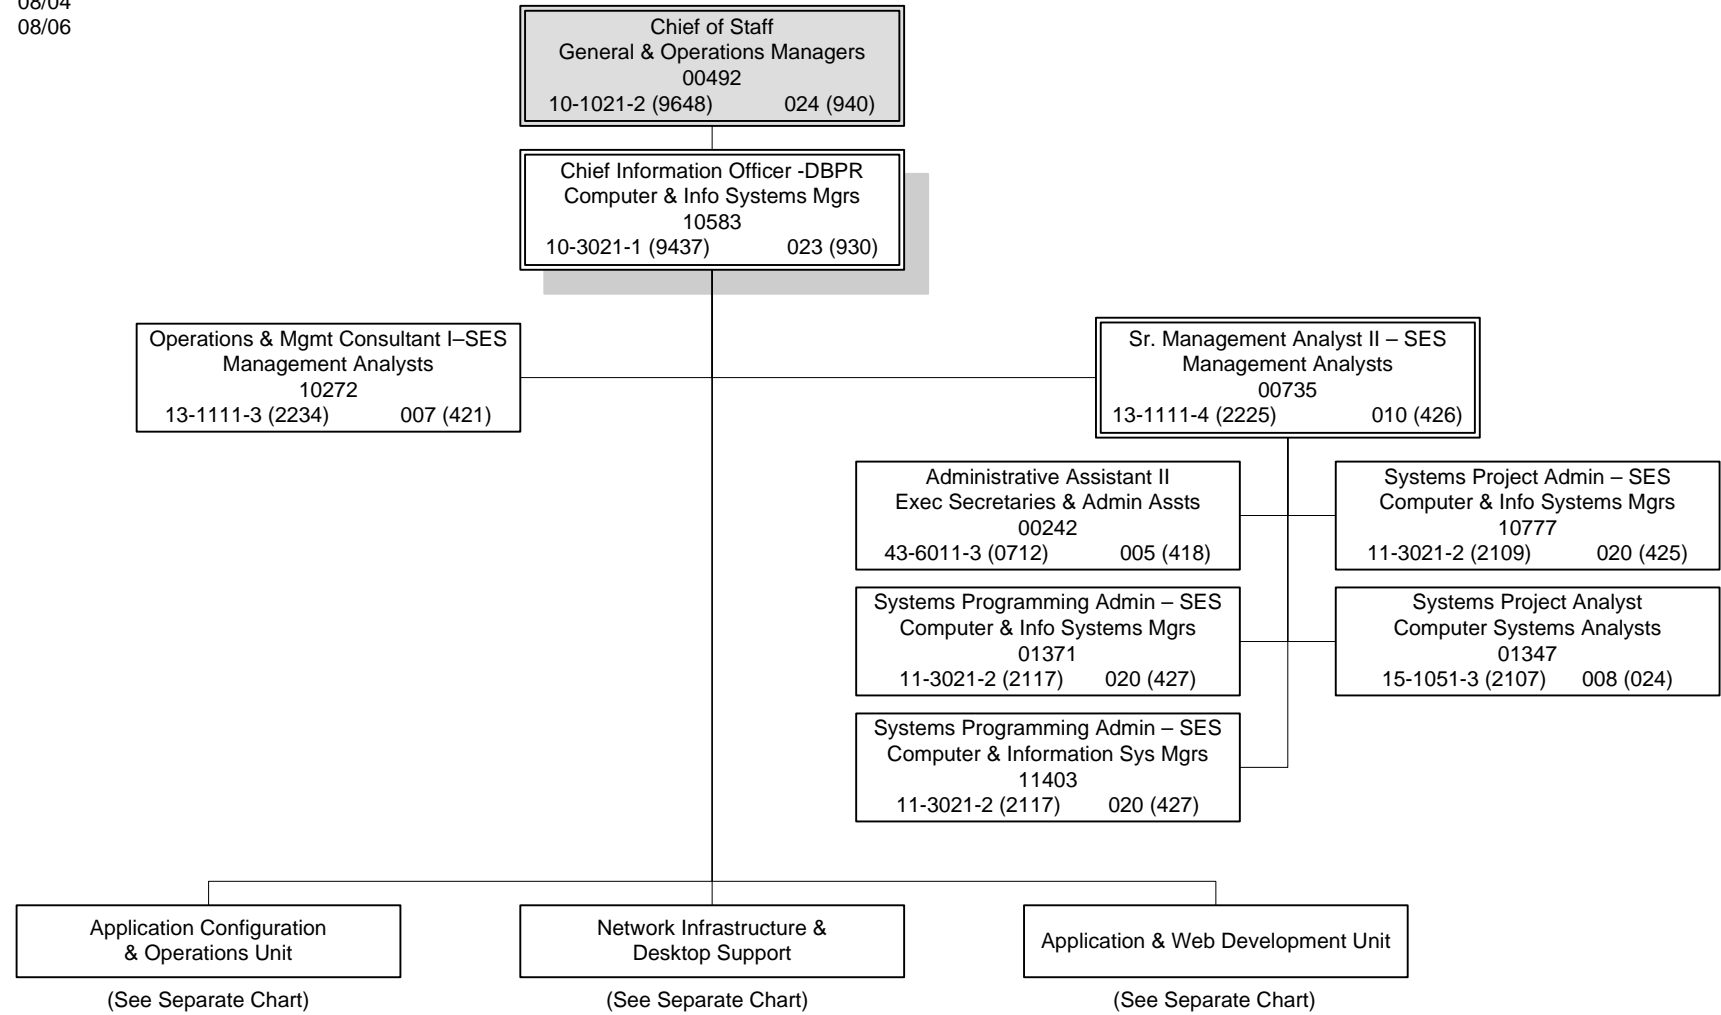 08/04
08/06
Chief of Staff
General & Operations Managers
00492
10-1021-2 (9648) 024 (940)
Chief Information Officer -DBPR
Computer & Info Systems Mgrs
10583
10-3021-1 (9437) 023 (930)
Operations & Mgmt Consultant I–SES
Management Analysts
10272
13-1111-3 (2234) 007 (421)
Sr. Management Analyst II – SES
Management Analysts
00735
13-1111-4 (2225) 010 (426)
Administrative Assistant II
Exec Secretaries & Admin Assts
00242
43-6011-3 (0712) 005 (418)
Systems Project Admin – SES
Computer & Info Systems Mgrs
10777
11-3021-2 (2109) 020 (425)
Systems Programming Admin – SES
Computer & Info Systems Mgrs
01371
11-3021-2 (2117) 020 (427)
Systems Project Analyst
Computer Systems Analysts
01347
15-1051-3 (2107) 008 (024)
Systems Programming Admin – SES
Computer & Information Sys Mgrs
11403
11-3021-2 (2117) 020 (427)
Application Configuration
& Operations Unit
(See Separate Chart)
Network Infrastructure &
Desktop Support
(See Separate Chart)
Application & Web Development Unit
(See Separate Chart)